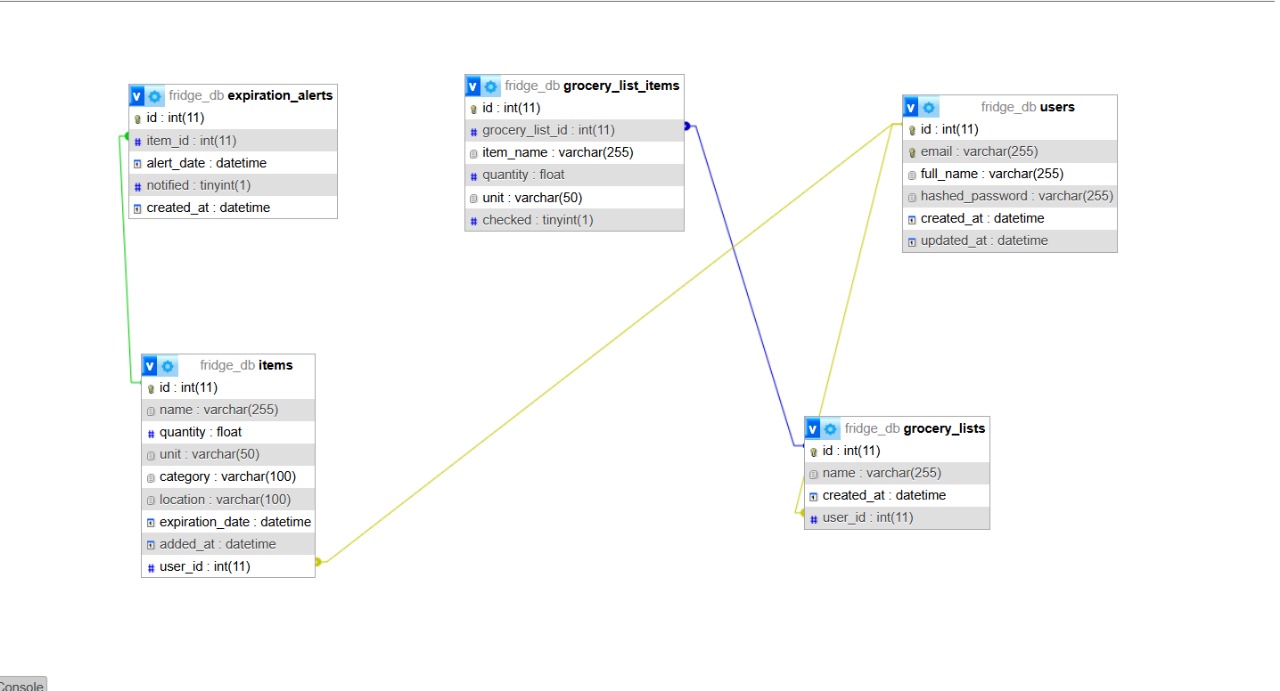 v fridge_db expiration_alerts
id : int(11)
# item_id : int(11)
alert_date : datetime
# notified : tinyint(1)
created_at : datetime
v fridge_db grocery_list_items
id : int(11)
# grocery_list_id : int(11)
item_name : varchar(255)
# quantity : float
unit : varchar(50)
# checked : tinyint(1)
v fridge_db users
id : int(11)
email : varchar(255)
full_name : varchar(255)
hashed_password : varchar(255)
created_at : datetime
updated_at : datetime
v fridge_db items
id : int(11)
name : varchar(255)
# quantity : float
unit : varchar(50)
category : varchar(100)
location : varchar(100)
expiration_date : datetime
added_at : datetime
# user_id : int(11)
v fridge_db grocery_lists
id : int(11)
name : varchar(255)
created_at : datetime
# user_id : int(11)
Console